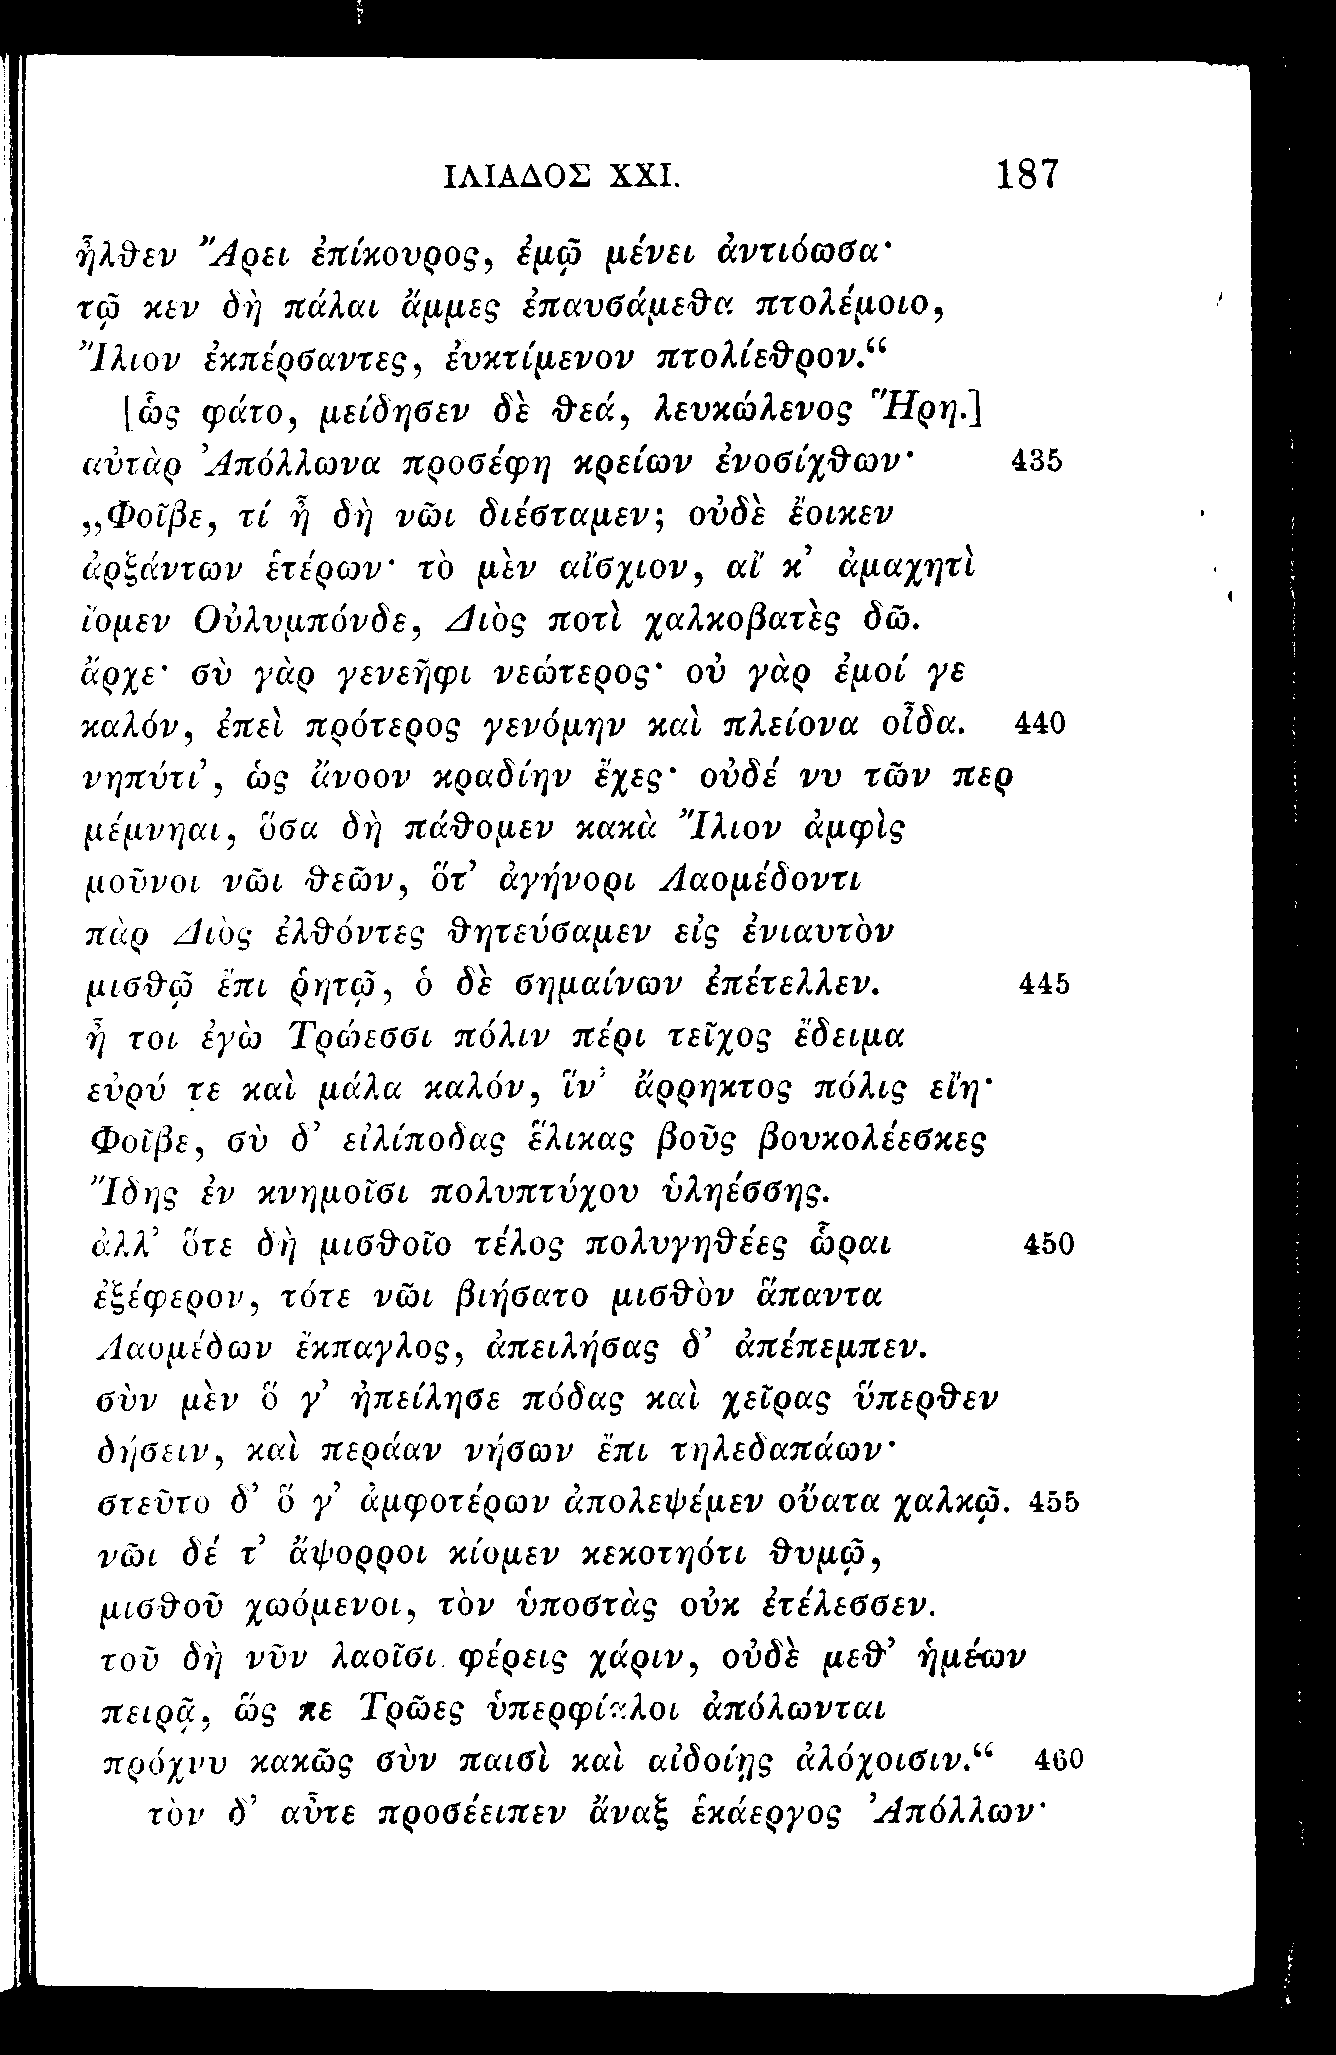 ΙΛΙΑΔΟΣ XXI. 187
ἦλθεν Ἄρει ἐπίκουρος, ἐμῷ μένει ἀντιόωσα·
τῷ κεν δὴ πάλαι ἄμμες ἐπαυσάμεθα πτολέμοιο,
Ἴλιον ἐκπέρσαντες, ἐυκτίμενον πτολίεθρον.“
[ὣς φάτο, μείδησεν δὲ θεά, λευκώλενος Ἥρη.]
αὐτὰρ Ἀπόλλωνα προσέφη κρείων ἐνοσίχθων· 435
„Φοῖβε, τί ἦ δὴ νῶι διέσταμεν; οὐδὲ ἔοικεν
ἀρξάντων ἑτέρων· τὸ μὲν αἴσχιον, αἴ κ’ ἀμαχητὶ
ἴομεν Οὐλυμπόνδε, Διὸς ποτὶ χαλκοβατὲς δῶ.
ἄρχε· σὺ γὰρ γενεῆφι νεώτερος· οὐ γὰρ ἐμοί γε
καλόν, ἐπεὶ πρότερος γενόμην καὶ πλείονα οἶδα. 440
νηπύτι’, ὡς ἄνοον κραδίην ἔχες· οὐδέ νυ τῶν περ
μέμνηαι, ὅσα δὴ πάθομεν κακὰ Ἴλιον ἀμφὶς
μοῦνοι νῶι θεῶν, ὅτ’ ἀγήνορι Λαομέδοντι
πὰρ Διὸς ἐλθόντες θητεύσαμεν εἰς ἐνιαυτὸν
μισθῷ ἔπι ῥητῷ, ὁ δὲ σημαίνων ἐπέτελλεν. 445
ἦ τοι ἐγὼ Τρώεσσι πόλιν πέρι τεῖχος ἔδειμα
εὐρύ τε καὶ μάλα καλόν, ἵν’ ἄρρηκτος πόλις εἴη·
Φοῖβε, σὺ δ’ εἰλίποδας ἕλικας βοῦς βουκολέεσκες
Ἴδης ἐν κνημοῖσι πολυπτύχου ὑληέσσης.
ἀλλ’ ὅτε δὴ μισθοῖο τέλος πολυγηθέες ὧραι 450
ἐξέφερον, τότε νῶι βιήσατο μισθὸν ἅπαντα
Λαομέδων ἔκπαγλος, ἀπειλήσας δ’ ἀπέπεμπεν.
σὺν μὲν ὅ γ’ ἠπείλησε πόδας καὶ χεῖρας ὕπερθεν
δήσειν, καὶ περάαν νήσων ἔπι τηλεδαπάων·
στεῦτο δ’ ὅ γ’ ἀμφοτέρων ἀπολεψέμεν οὔατα χαλκῷ. 455
νῶι δέ τ’ ἄψορροι κίομεν κεκοτηότι θυμῷ,
μισθοῦ χωόμενοι, τὸν ὑποστὰς οὐκ ἐτέλεσσεν.
τοῦ δὴ νῦν λαοῖσι φέρεις χάριν, οὐδὲ μεθ’ ἡμέων
πειρᾷ, ὥς κε Τρῶες ὑπερφίαλοι ἀπόλωνται
πρόχνυ κακῶς σὺν παισὶ καὶ αἰδοίῃς ἀλόχοισιν.“ 460
τὸν δ’ αὖτε προσέειπεν ἄναξ ἑκάεργος Ἀπόλλων·